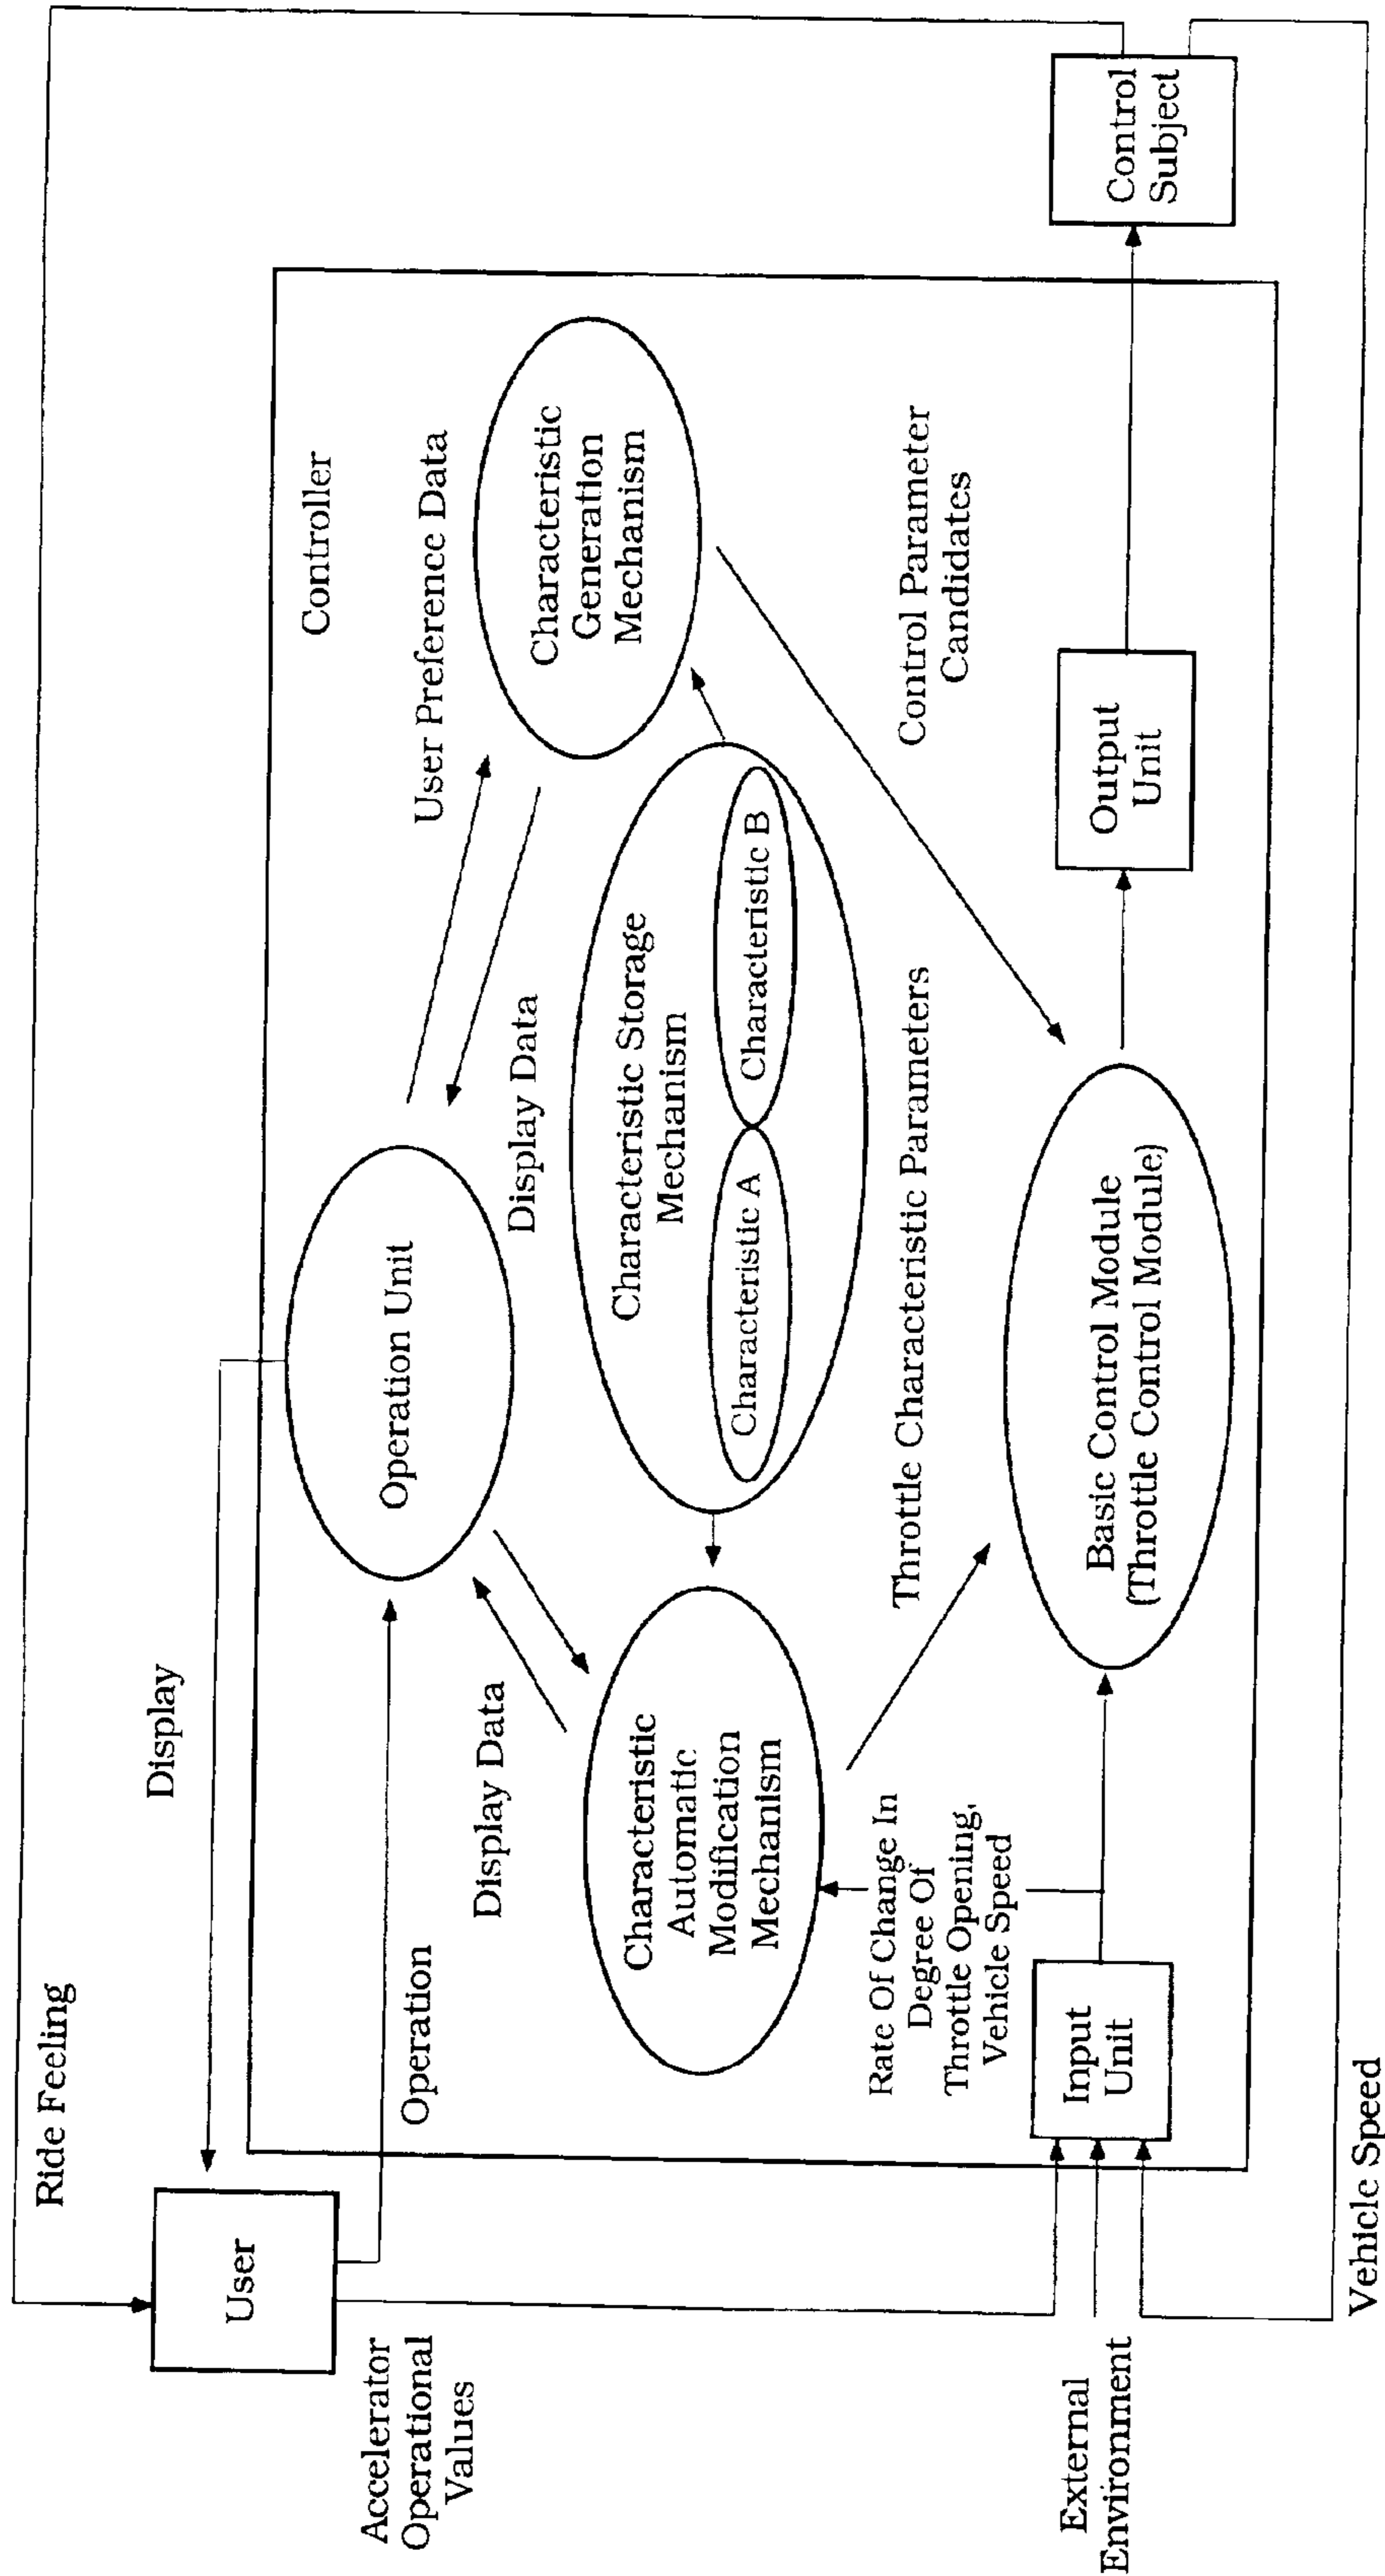 Ride Feeling
Display
User
Operation
Accelerator
Operational
Values
Controller
Operation Unit
User Preference Data
Display Data
Display Data
Characteristic
Generation
Mechanism
Characteristic Storage
Mechanism
Characteristic A
Characteristic B
Characteristic
Automatic
Modification
Mechanism
Rate Of Change In
Degree Of
Throttle Opening,
Vehicle Speed
Throttle Characteristic Parameters
Control Parameter
Candidates
External
Environment
Input
Unit
Basic Control Module
(Throttle Control Module)
Output
Unit
Control
Subject
Vehicle Speed